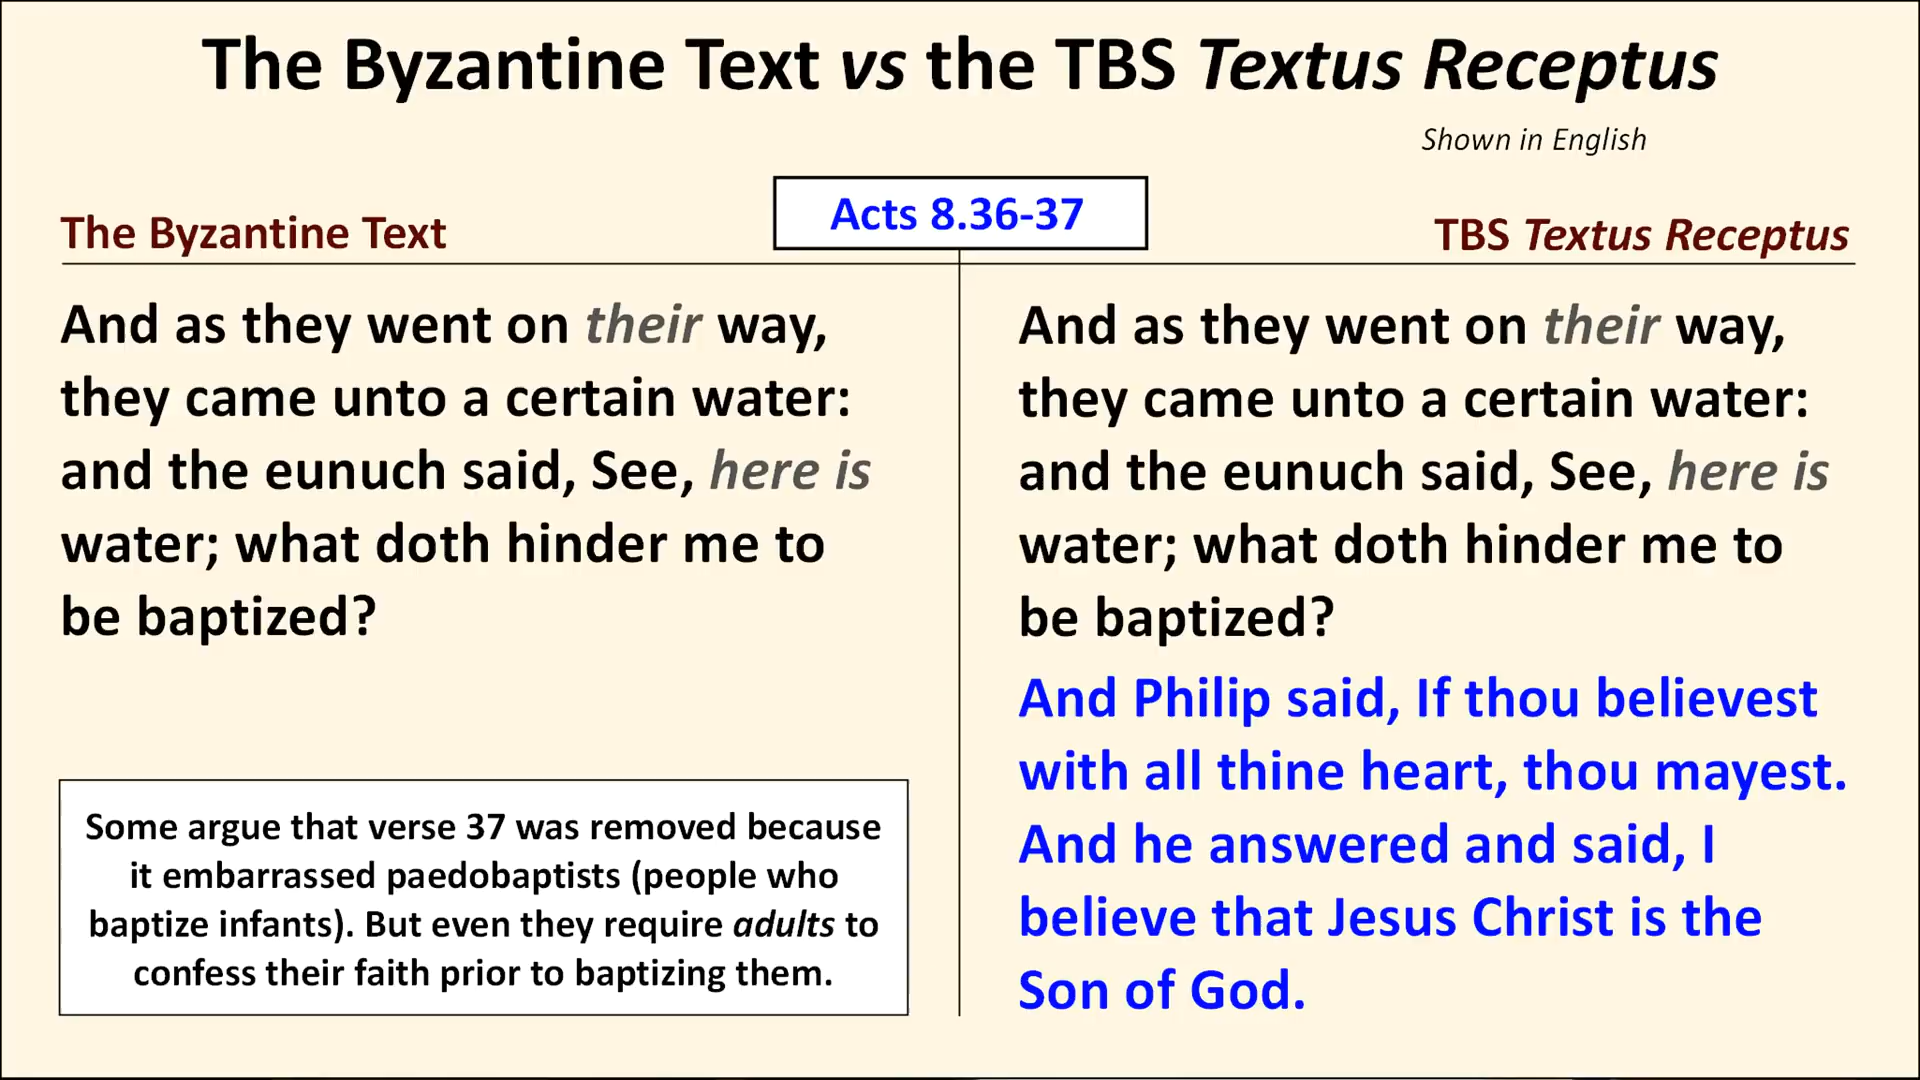 The Byzantine Text vs the TBS Textus Receptus
Shown in English
Acts 8.36-37
The Byzantine Text
And as they went on their way,
they came unto a certain water:
and the eunuch said, See, here is
water; what doth hinder me to
be baptized?
Some argue that verse 37 was removed because
it embarrassed paedobaptists (people who
baptize infants). But even they require adults to
confess their faith prior to baptizing them.
TBS Textus Receptus
And as they went on their way,
they came unto a certain water:
and the eunuch said, See, here is
water; what doth hinder me to
be baptized?
And Philip said, If thou believest
with all thine heart, thou mayest.
And he answered and said, I
believe that Jesus Christ is the
Son of God.